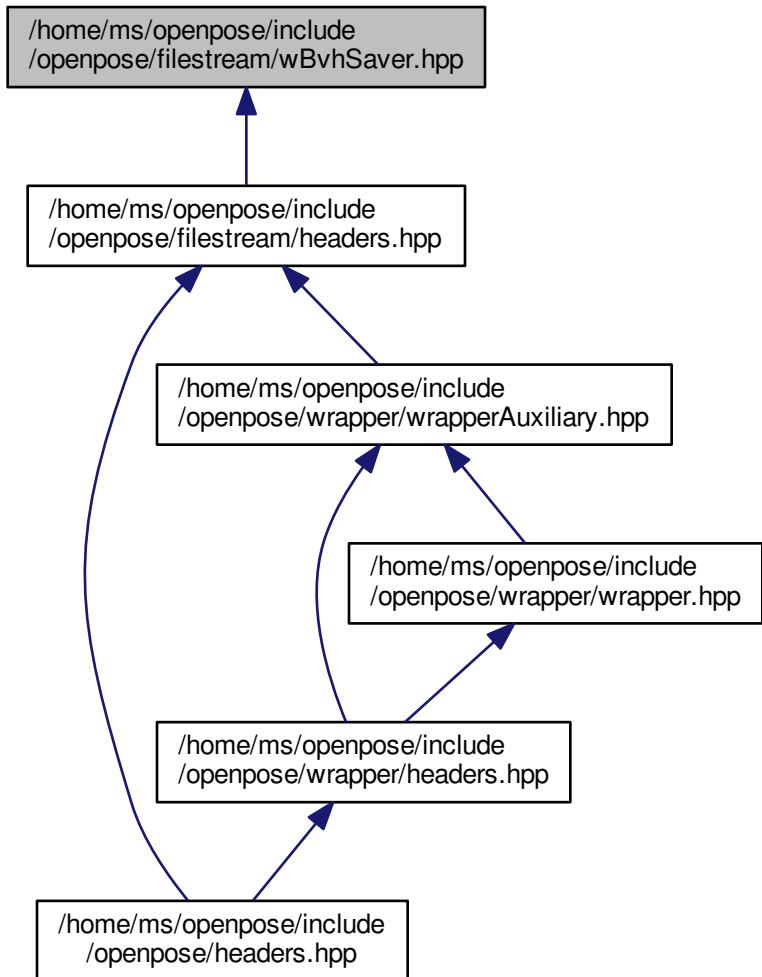 /home/ms/openpose/include
/openpose/filestream/wBvhSaver.hpp
/home/ms/openpose/include
/openpose/filestream/headers.hpp
/home/ms/openpose/include
/openpose/wrapper/wrapperAuxiliary.hpp
/home/ms/openpose/include
/openpose/wrapper/wrapper.hpp
/home/ms/openpose/include
/openpose/wrapper/headers.hpp
/home/ms/openpose/include
/openpose/headers.hpp